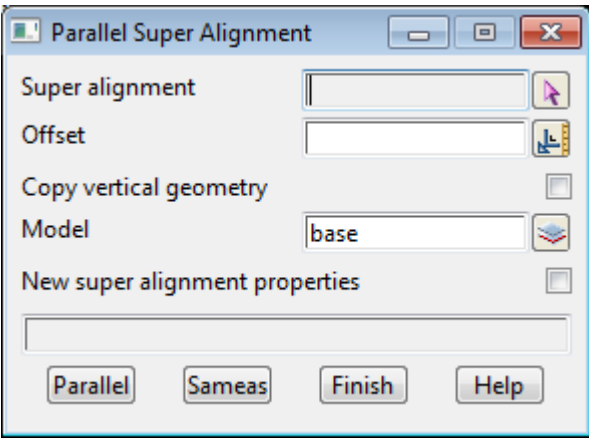 Parallel Super Alignment
Super alignment
Offset
Copy vertical geometry
Model base
New super alignment properties
Parallel Sameas Finish Help